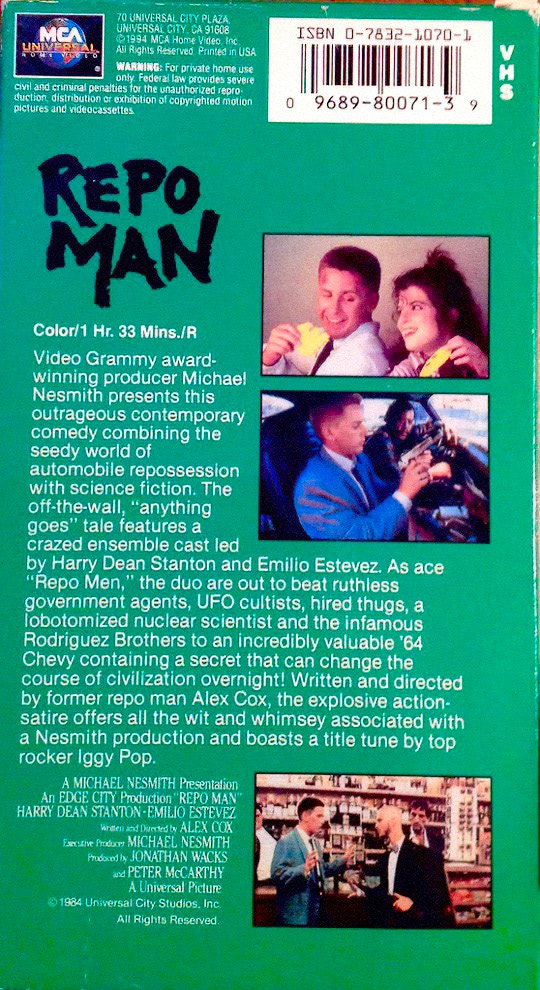 MCA
UNIVERSAL
HOME VIDEO
®
70 UNIVERSAL CITY PLAZA,
UNIVERSAL CITY, CA 91608
©1994 MCA Home Video, Inc.
All Rights Reserved. Printed in USA.
WARNING: For private home use
only. Federal law provides severe
civil and criminal penalties for the unauthorized repro-
duction, distribution or exhibition of copyrighted motion
pictures and videocassettes.
ISBN 0-7832-1070-1
0 9689-80071-3 9
VHS
REPO
MAN
Color/1 Hr. 33 Mins./R
Video Grammy award-
winning producer Michael
Nesmith presents this
outrageous contemporary
comedy combining the
seedy world of
automobile repossession
with science fiction. The
off-the-wall, “anything
goes” tale features a
crazed ensemble cast led
by Harry Dean Stanton and Emilio Estevez. As ace
“Repo Men,” the duo are out to beat ruthless
government agents, UFO cultists, hired thugs, a
lobotomized nuclear scientist and the infamous
Rodriguez Brothers to an incredibly valuable ’64
Chevy containing a secret that can change the
course of civilization overnight! Written and directed
by former repo man Alex Cox, the explosive action-
satire offers all the wit and whimsey associated with
a Nesmith production and boasts a title tune by top
rocker Iggy Pop.
A MICHAEL NESMITH Presentation
An EDGE CITY Production “REPO MAN”
HARRY DEAN STANTON-EMILIO ESTEVEZ
Written and Directed by ALEX COX
Executive Producer MICHAEL NESMITH
Produced by JONATHAN WACKS
and PETER McCARTHY
A Universal Picture
©1984 Universal City Studios, Inc.
All Rights Reserved.